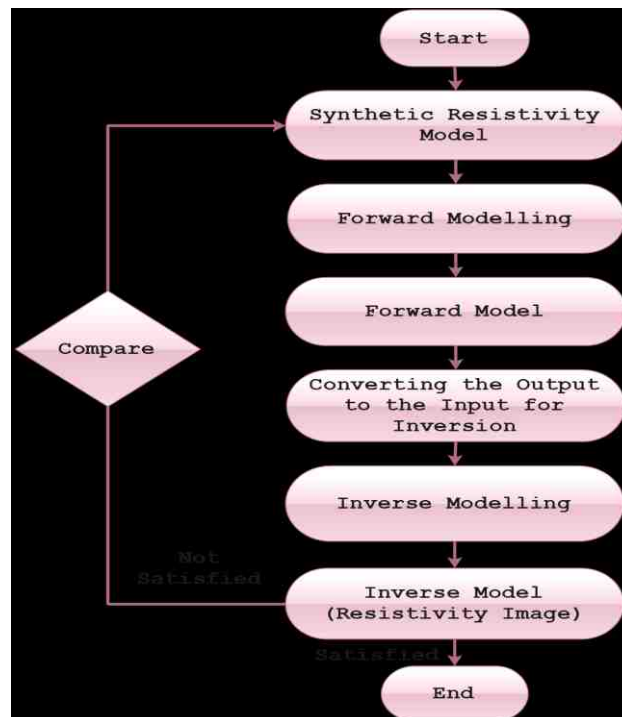 Start
Synthetic Resistivity
Model
Forward Modelling
Forward Model
Compare
Converting the Output
to the Input for
Inversion
Inverse Modelling
Not
Satisfied
Inverse Model
(Resistivity Image)
Satisfied
End